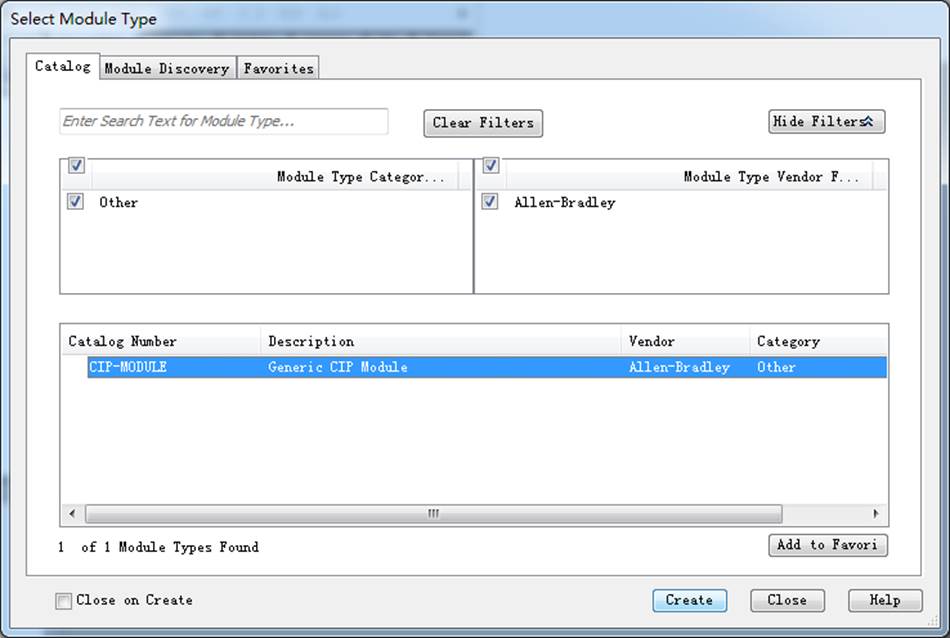 Select Module Type
Catalog Module Discovery Favorites
Enter Search Text for Module Type... Clear Filters Hide Filters
Module Type Categor... Module Type Vendor F...
Other Allen-Bradley
Catalog Number Description Vendor Category
CIP-MODULE Generic CIP Module Allen-Bradley Other
1 of 1 Module Types Found Add to Favori
Close on Create Create Close Help